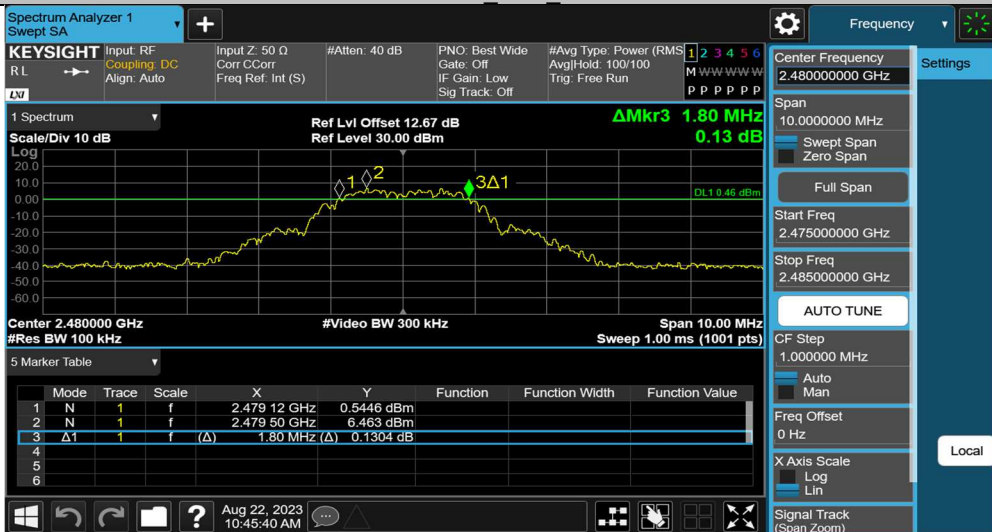 Spectrum Analyzer 1
Swept SA
Frequency
KEYSIGHT
RL
LXI
Input: RF
Coupling: DC
Align: Auto
Input Z: 50 Ω
Corr CCorr
Freq Ref: Int (S)
#Atten: 40 dB
PNO: Best Wide
Gate: Off
IF Gain: Low
Sig Track: Off
#Avg Type: Power (RMS
Avg|Hold: 100/100
Trig: Free Run
1 2 3 4 5 6
M W W W W W
P P P P P P
1 Spectrum
Scale/Div 10 dB
Log
Ref Lvl Offset 12.67 dB
Ref Level 30.00 dBm
ΔMkr3 1.80 MHz
0.13 dB
20.0
10.0
0.00
-10.0
-20.0
-30.0
-40.0
-50.0
-60.0
1
2
3Δ1
DL1 0.46 dBm
Center 2.480000 GHz
#Res BW 100 kHz
#Video BW 300 kHz
Span 10.00 MHz
Sweep 1.00 ms (1001 pts)
5 Marker Table
Mode Trace Scale X Y Function Function Width Function Value
1 N 1 f 2.479 12 GHz 0.5446 dBm
2 N 1 f 2.479 50 GHz 6.463 dBm
3 Δ1 1 f (Δ) 1.80 MHz (Δ) 0.1304 dB
4
5
6
Aug 22, 2023
10:45:40 AM
Center Frequency
2.480000000 GHz
Span
10.0000000 MHz
Swept Span
Zero Span
Full Span
Start Freq
2.475000000 GHz
Stop Freq
2.485000000 GHz
AUTO TUNE
CF Step
1.000000 MHz
Auto
Man
Freq Offset
0 Hz
X Axis Scale
Log
Lin
Signal Track
(Span Zoom)
Settings
Local